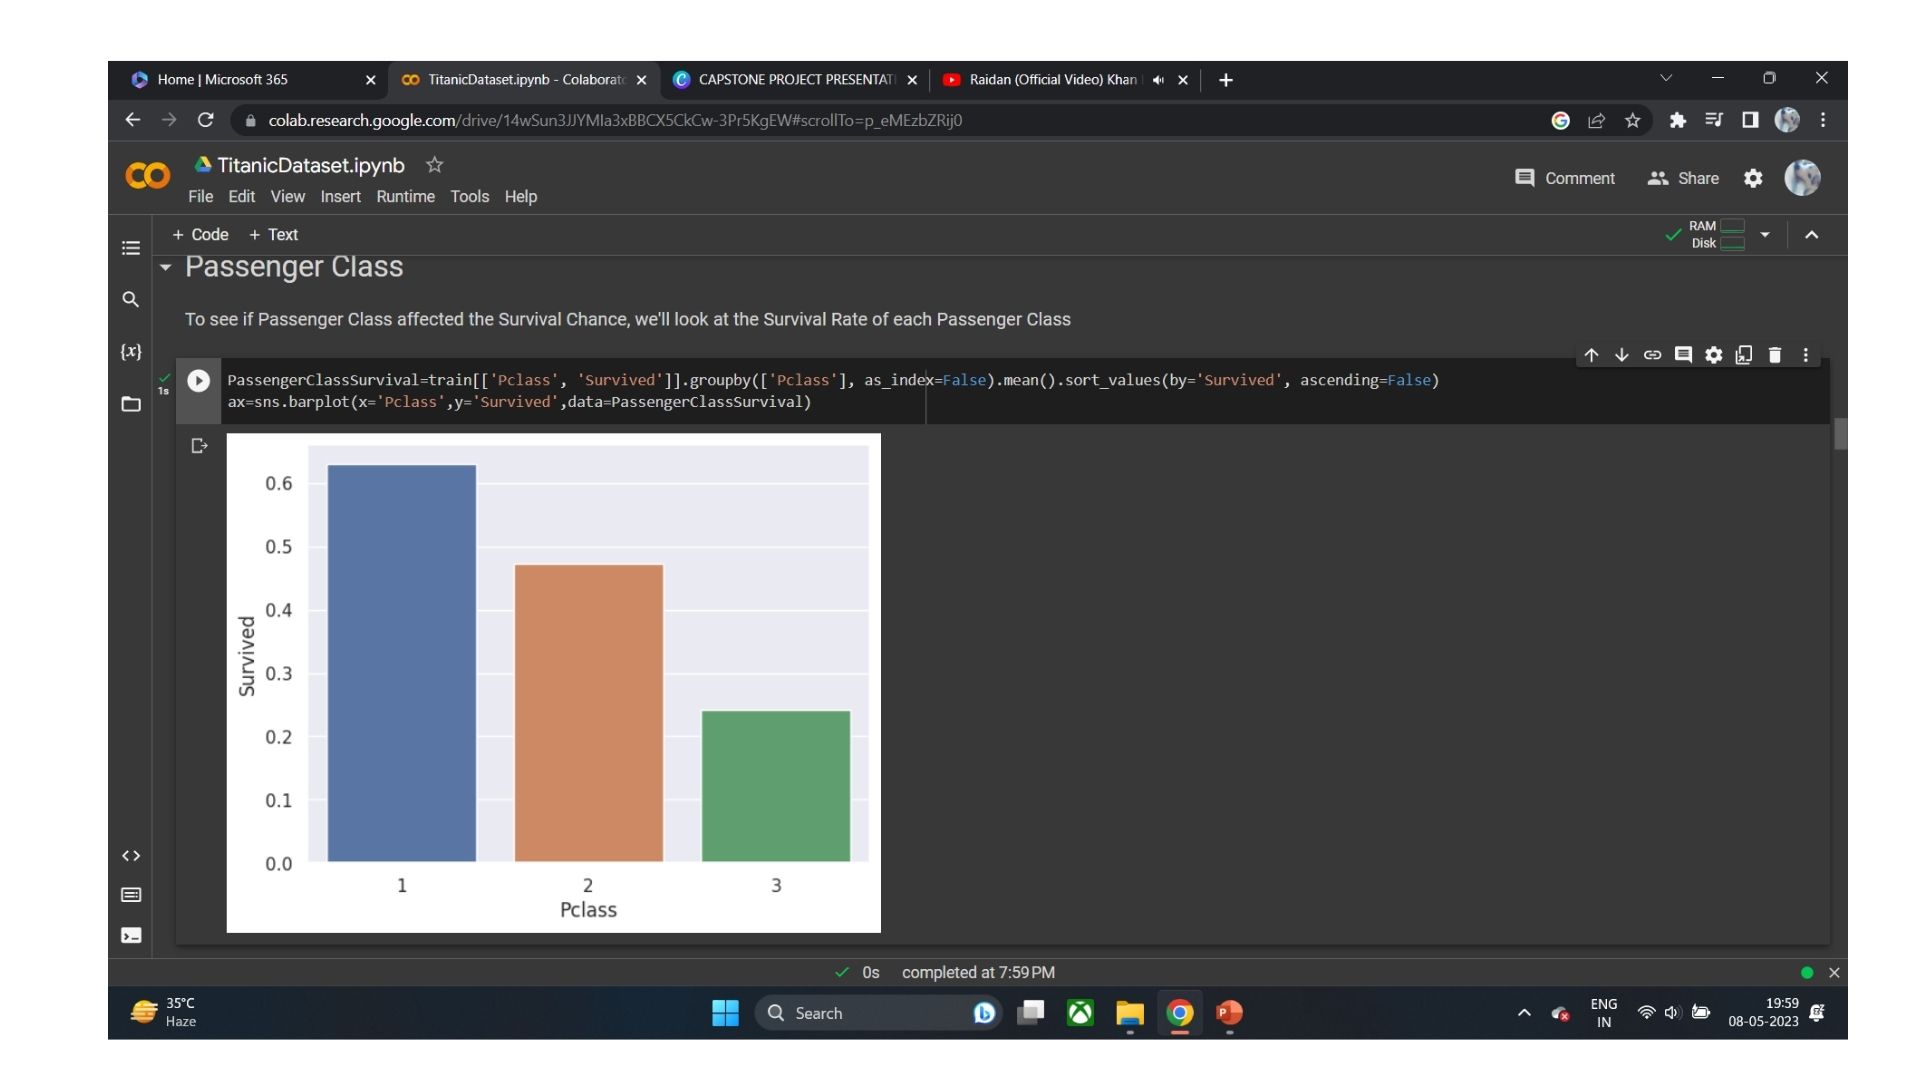 Home | Microsoft 365
TitanicDataset.ipynb - Colaborato
CAPSTONE PROJECT PRESENTAT
Raidan (Official Video) Khan
colab.research.google.com/drive/14wSun3JJYMIa3xBBCX5CkCw-3Pr5KgEW#scrollTo=p_eMEzbZRij0
TitanicDataset.ipynb
File Edit View Insert Runtime Tools Help
Comment
Share
+ Code + Text
RAM
Disk
Passenger Class
To see if Passenger Class affected the Survival Chance, we'll look at the Survival Rate of each Passenger Class
{x}
1s
PassengerClassSurvival=train[['Pclass', 'Survived']].groupby(['Pclass'], as_index=False).mean().sort_values(by='Survived', ascending=False)
ax=sns.barplot(x='Pclass',y='Survived',data=PassengerClassSurvival)
0.6
0.5
0.4
0.3
0.2
0.1
0.0
Survived
1 2 3
Pclass
0s completed at 7:59 PM
35°C
Haze
Search
ENG
IN
19:59
08-05-2023